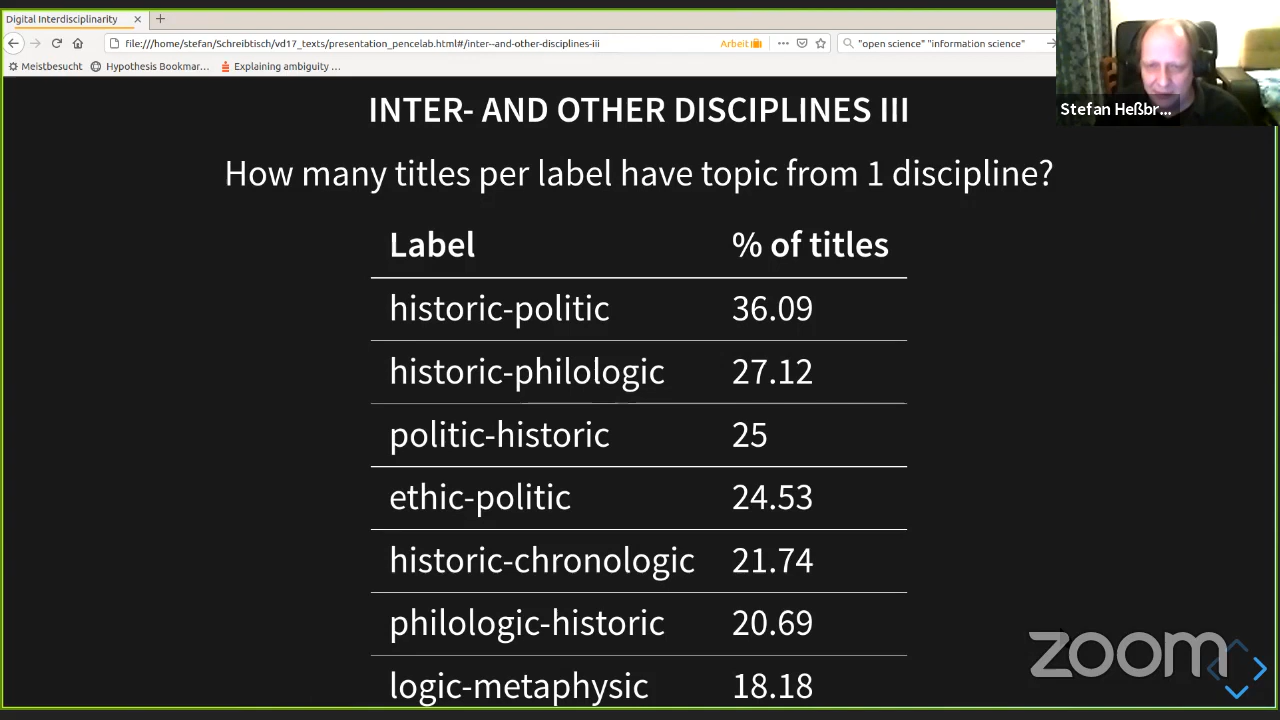 Digital Interdisciplinarity
file:///home/stefan/Schreibtisch/vd17_texts/presentation_pencelab.html#/inter--and-other-disciplines-iii
Arbeit
"open science" "information science"
Meistbesucht Hypothesis Bookmar… Explaining ambiguity …
Stefan Heßbr...
INTER- AND OTHER DISCIPLINES III
How many titles per label have topic from 1 discipline?
Label % of titles
historic-politic 36.09
historic-philologic 27.12
politic-historic 25
ethic-politic 24.53
historic-chronologic 21.74
philologic-historic 20.69
logic-metaphysic 18.18
zoom